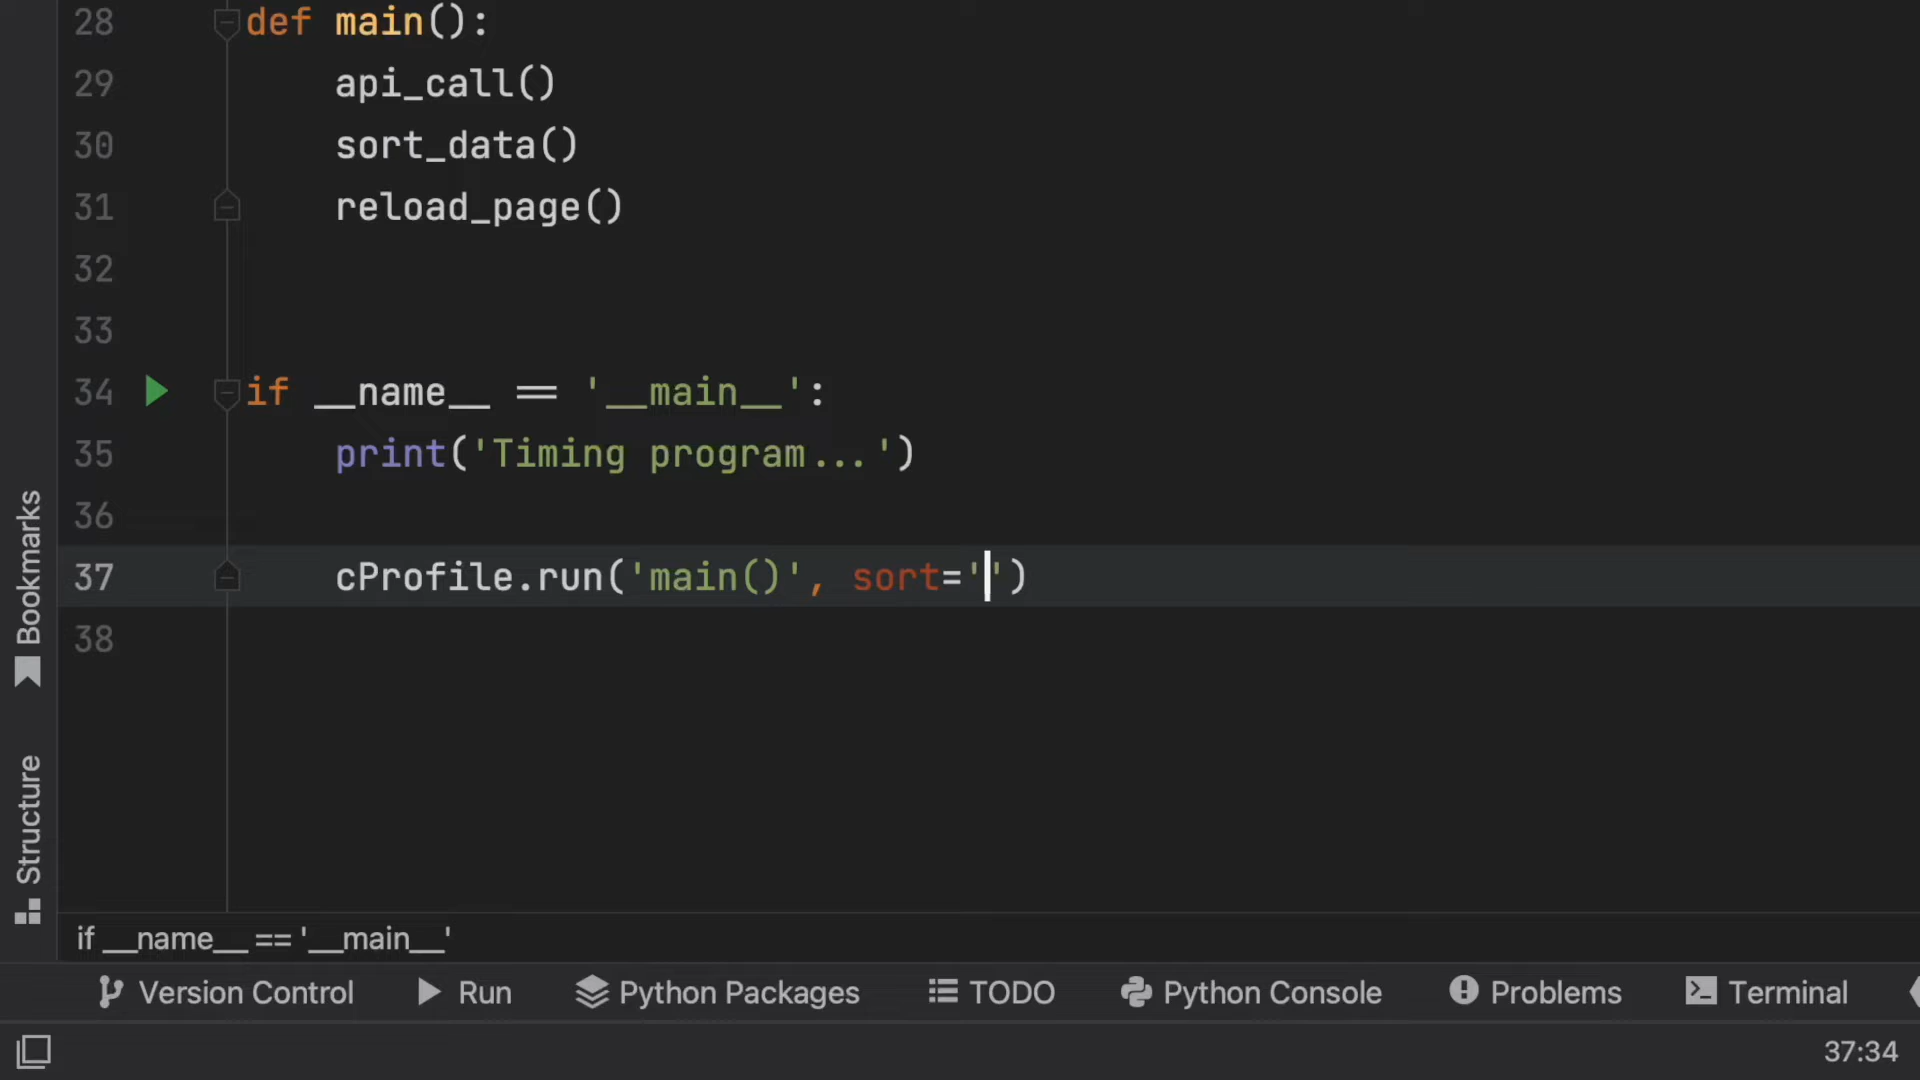 28 def main():
29 api_call()
30 sort_data()
31 reload_page()
32
33
34 if __name__ == '__main__':
35 print('Timing program...')
36
37 cProfile.run('main()', sort='')
38
Bookmarks
Structure
if __name__ == '__main__'
Version Control Run Python Packages TODO Python Console Problems Terminal
37:34